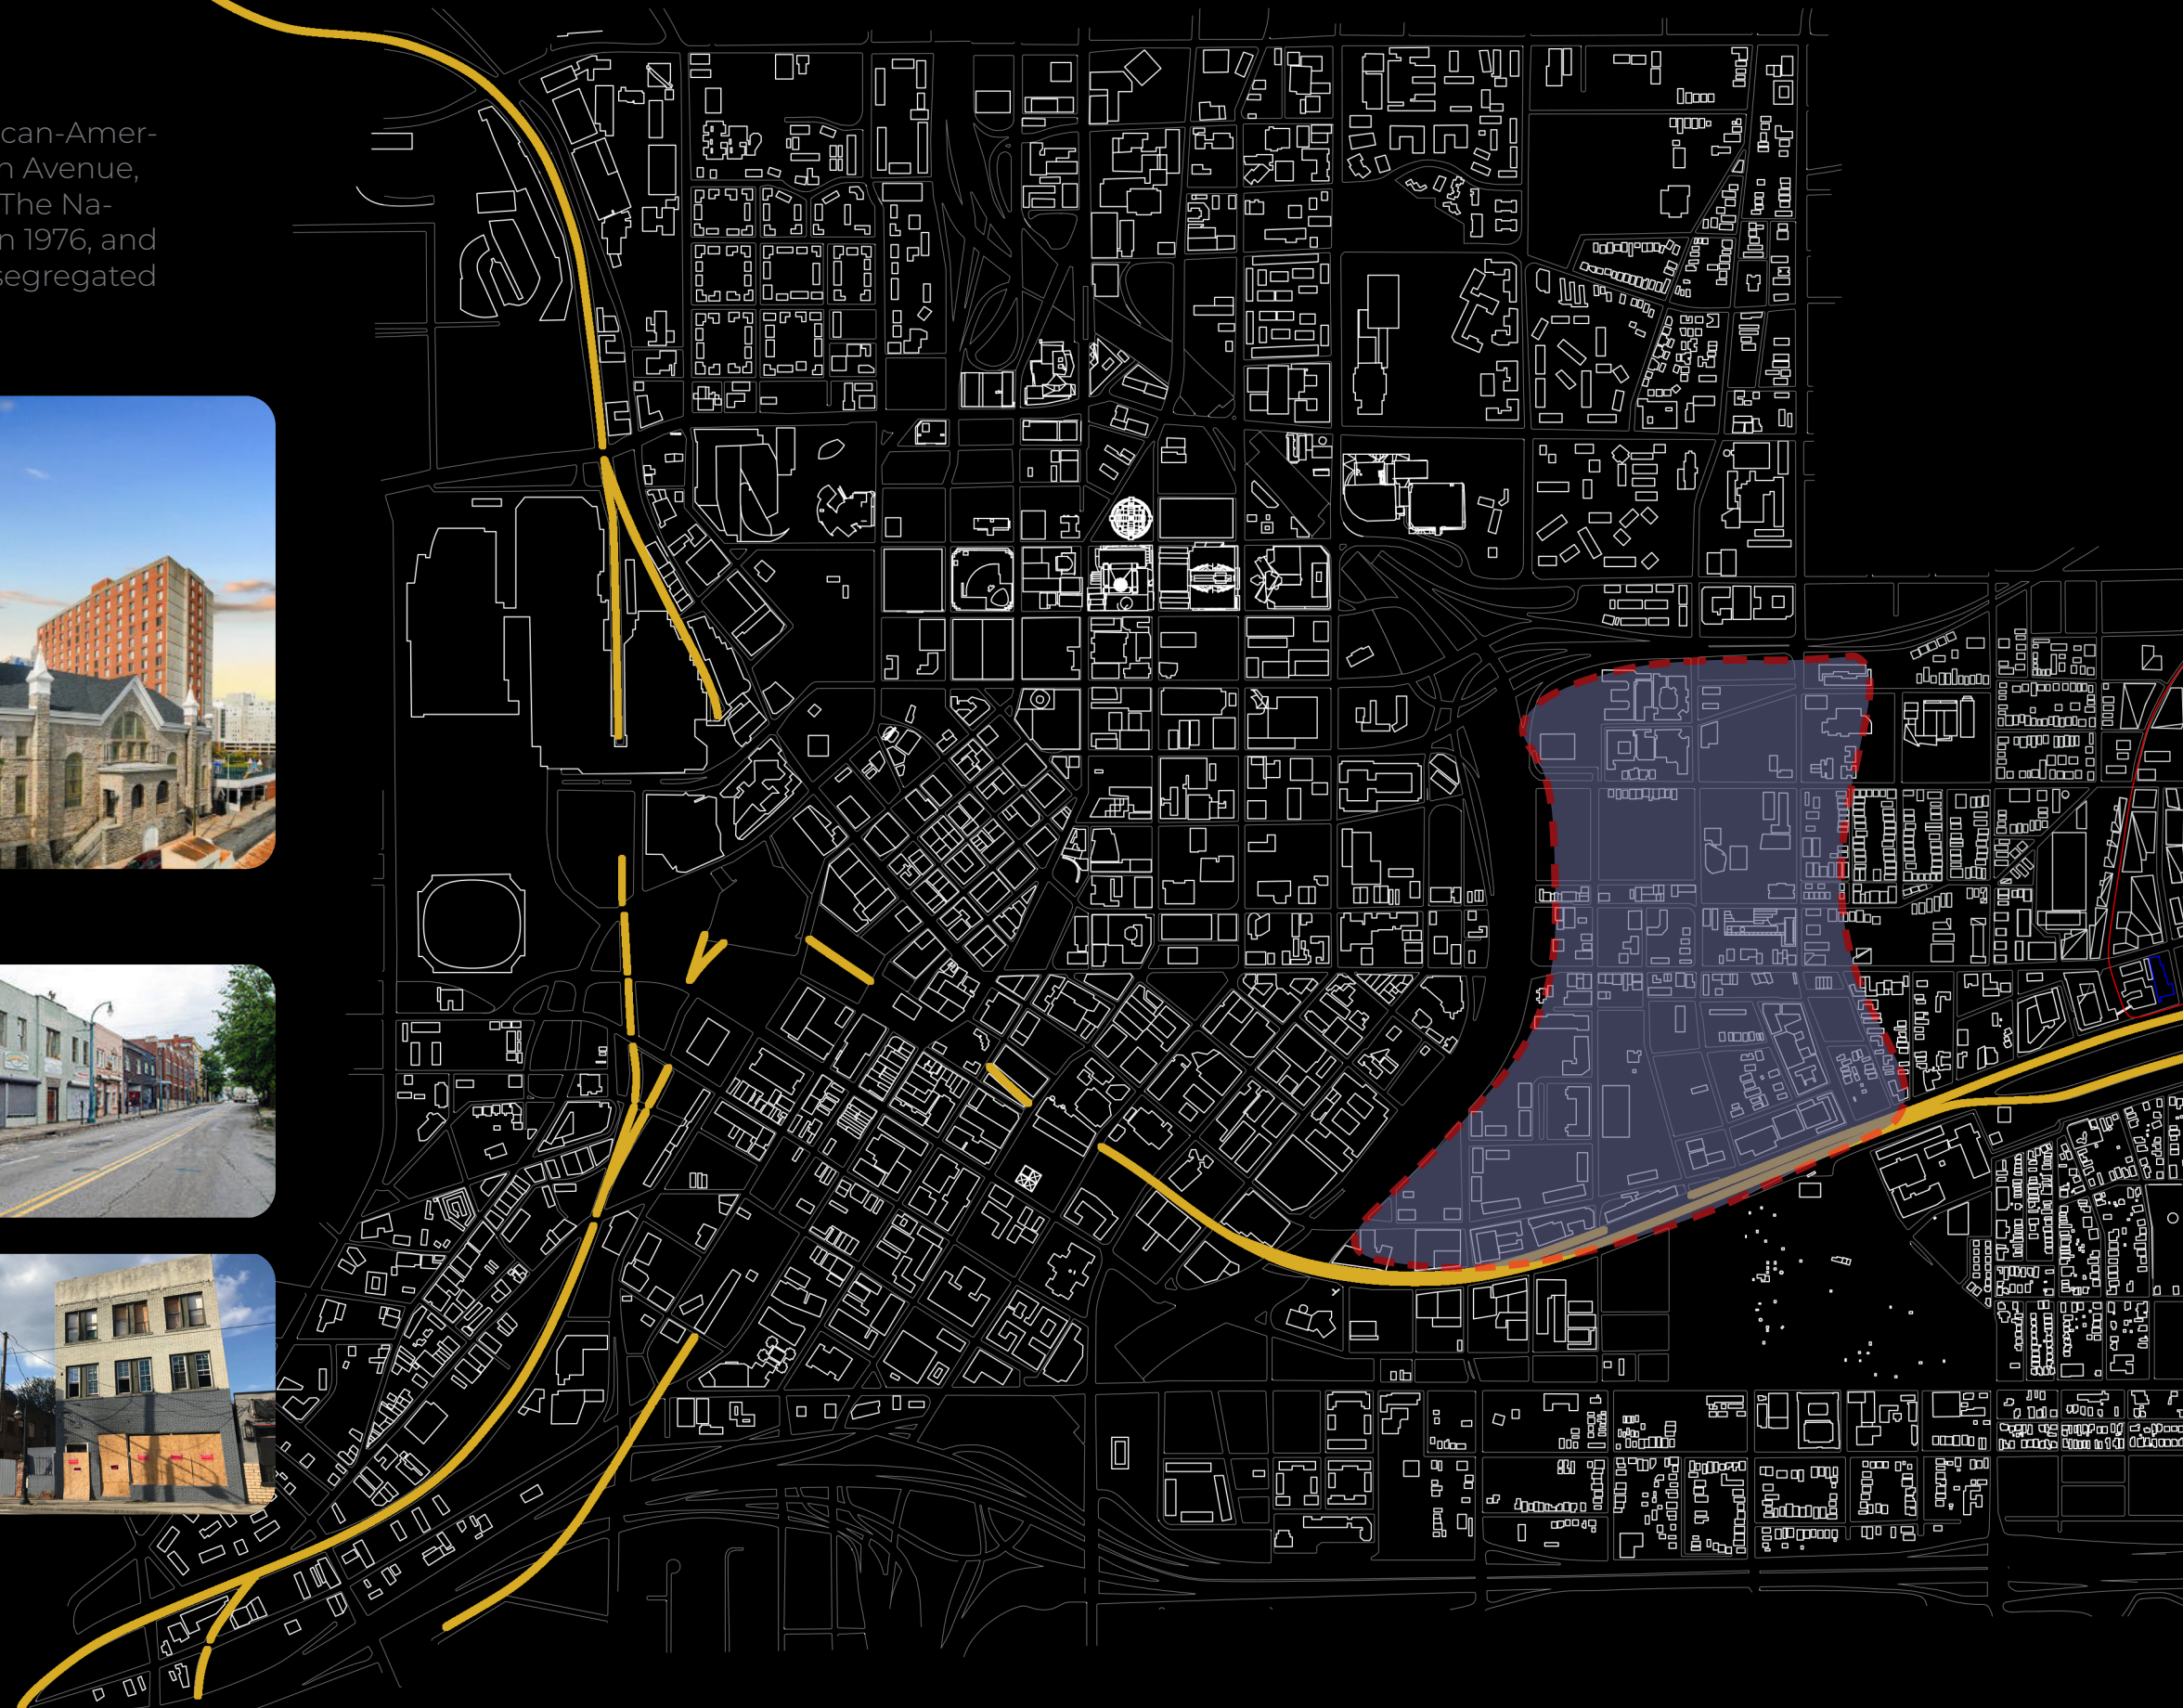 can-Amer-
n Avenue,
The Na-
n 1976, and
segregated